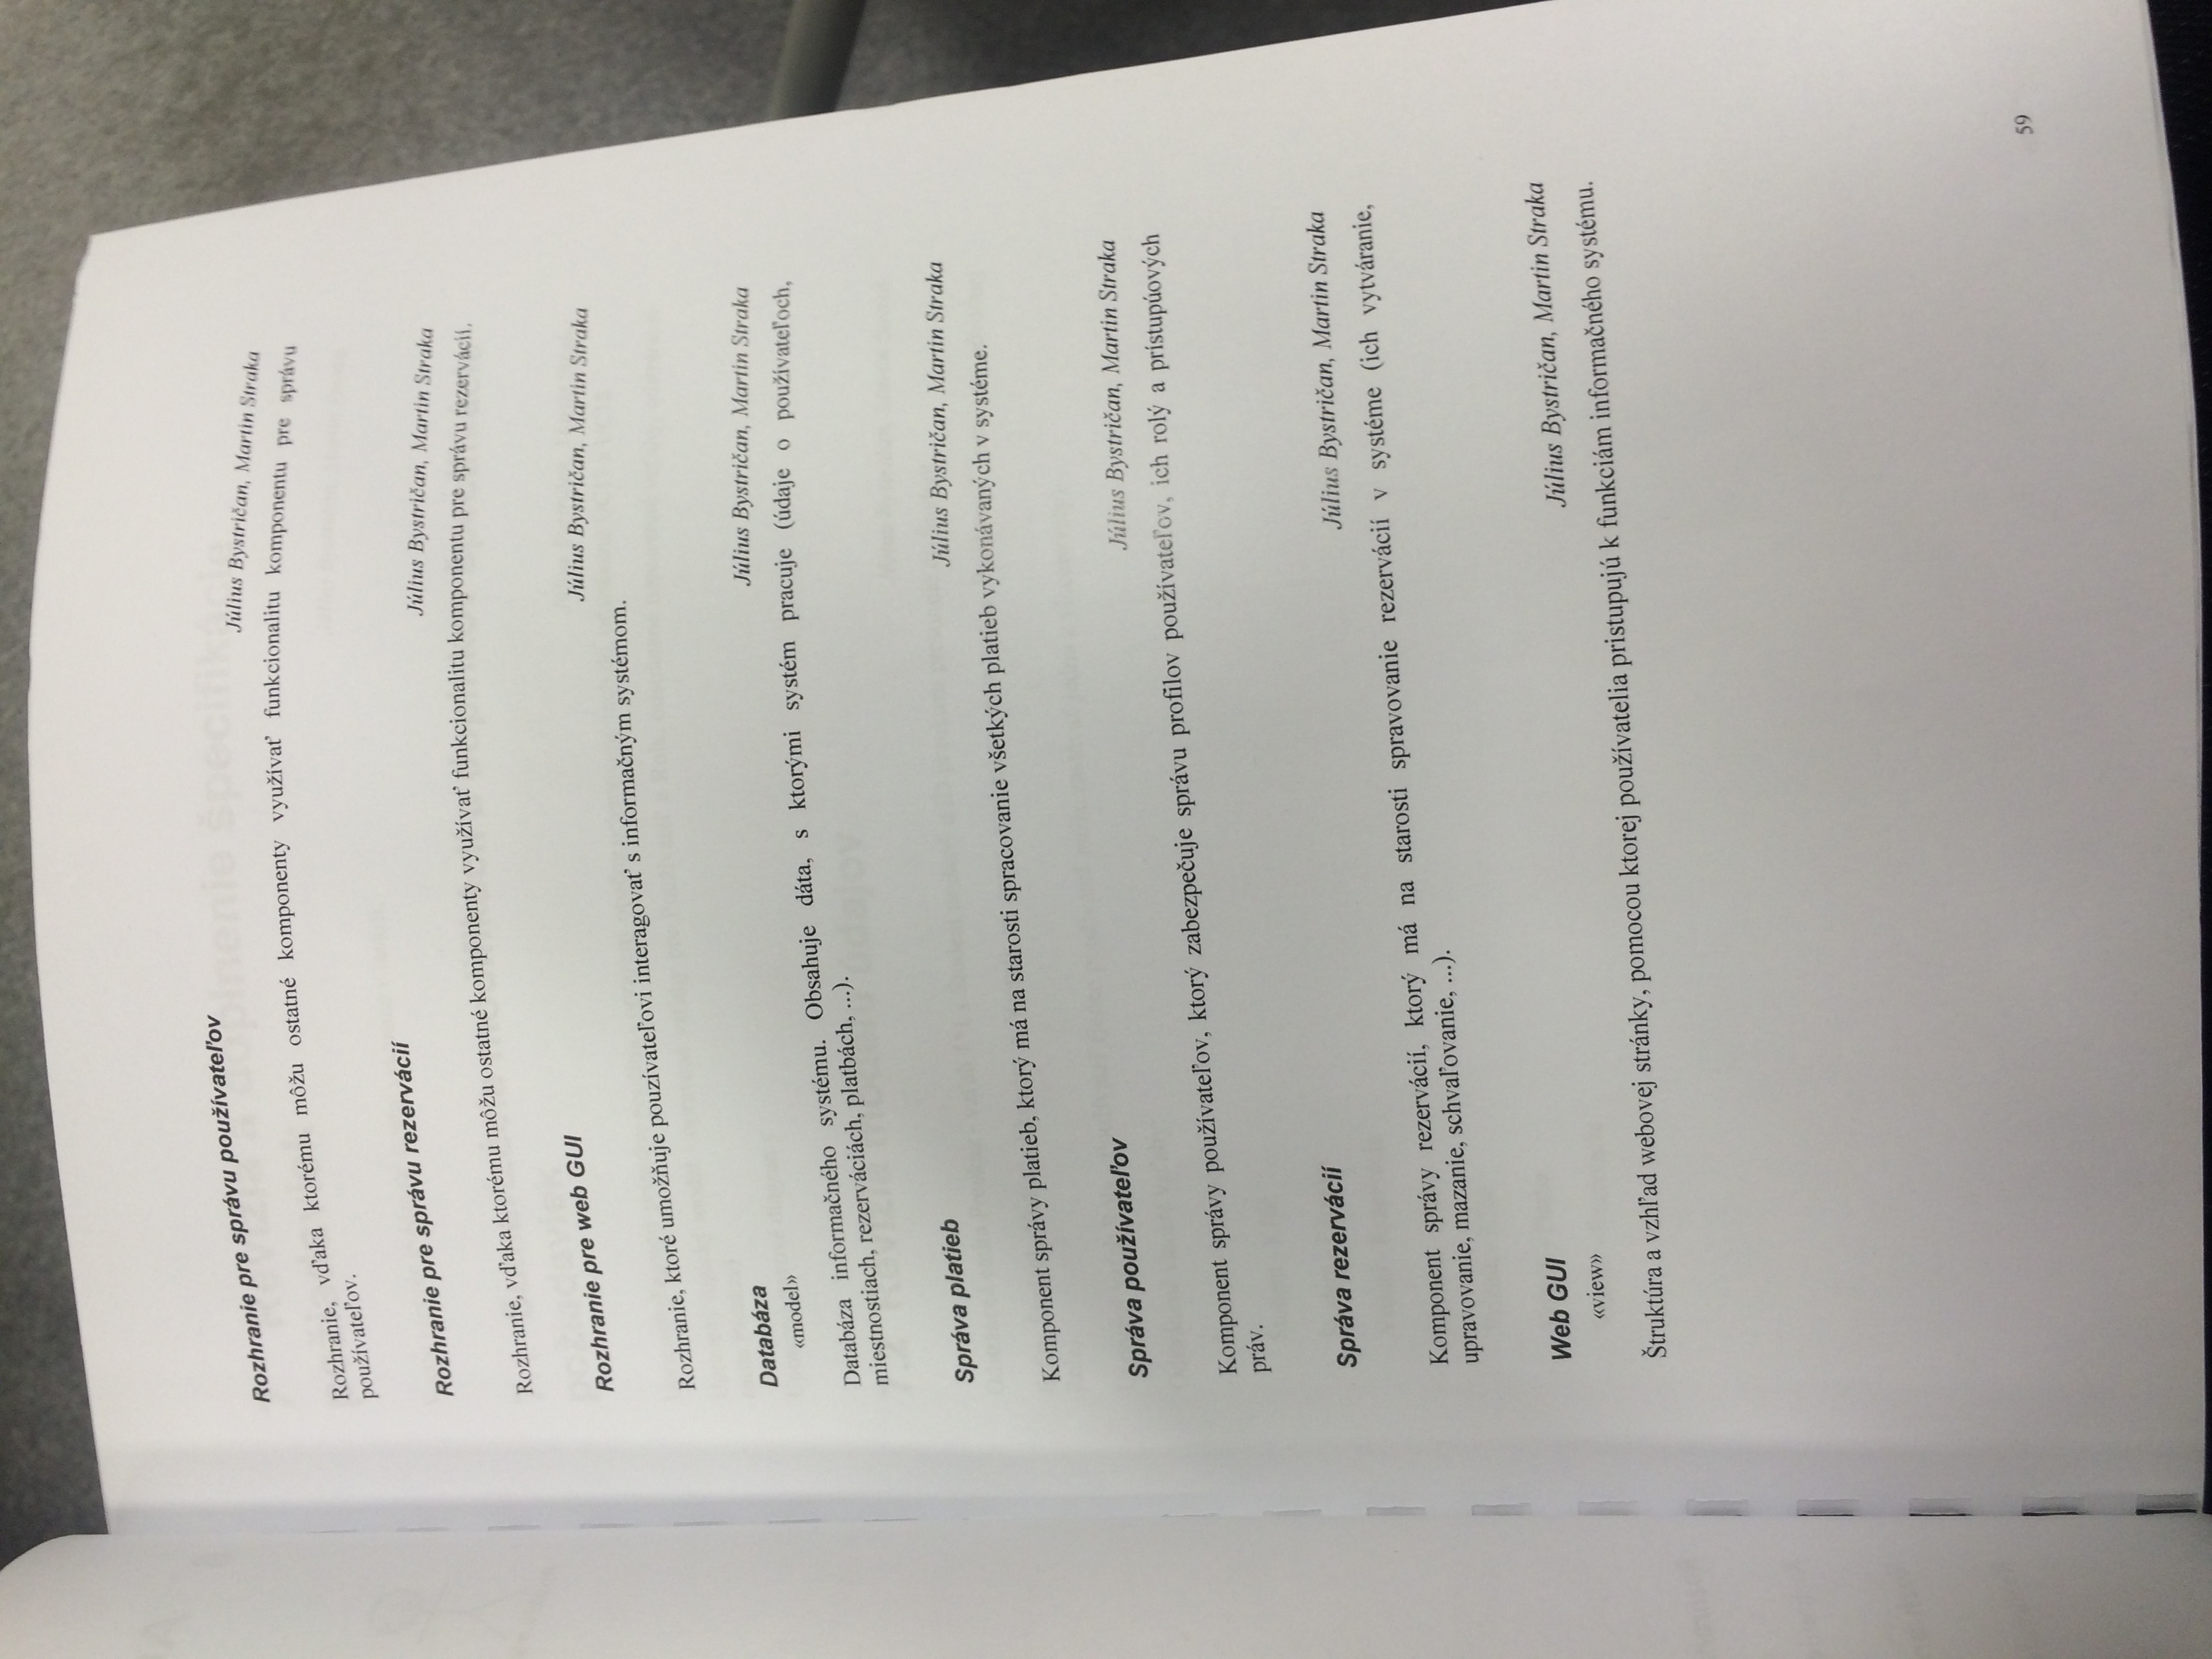 Rozhranie pre správu používateľov
Július Bystričan, Martin Straka
Rozhranie, vďaka ktorému môžu ostatné komponenty využívať funkcionalitu komponentu pre správu
používateľov.
Rozhranie pre správu rezervácií
Július Bystričan, Martin Straka
Rozhranie, vďaka ktorému môžu ostatné komponenty využívať funkcionalitu komponentu pre správu rezervácií.
Rozhranie pre web GUI
Július Bystričan, Martin Straka
Rozhranie, ktoré umožňuje pouzívateľovi interagovať s informačným systémom.
Databáza
Július Bystričan, Martin Straka
«model»
Databáza informačného systému. Obsahuje dáta, s ktorými systém pracuje (údaje o používateľoch,
miestnostiach, rezerváciách, platbách, ...).
Správa platieb
Július Bystričan, Martin Straka
Komponent správy platieb, ktorý má na starosti spracovanie všetkých platieb vykonávaných v systéme.
Správa používateľov
Július Bystričan, Martin Straka
Komponent správy používateľov, ktorý zabezpečuje správu profilov používateľov, ich rolý a prístupúových
práv.
Správa rezervácií
Július Bystričan, Martin Straka
Komponent správy rezervácií, ktorý má na starosti spravovanie rezervácií v systéme (ich vytváranie,
upravovanie, mazanie, schvaľovanie, ...).
Web GUI
Július Bystričan, Martin Straka
«view»
Štruktúra a vzhľad webovej stránky, pomocou ktorej používatelia pristupujú k funkciám informačného systému.
59